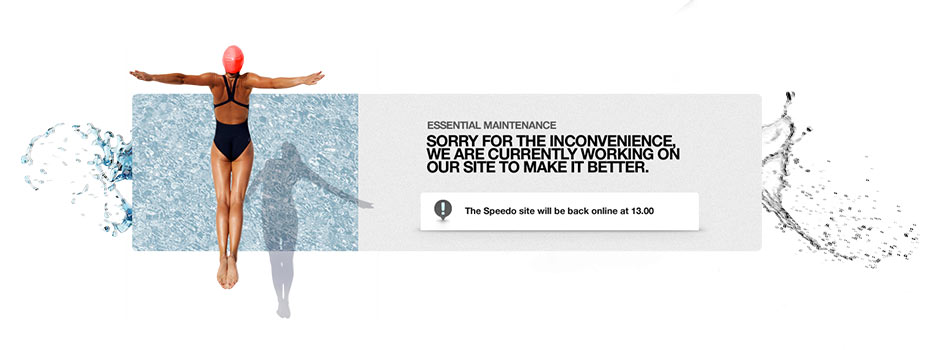 ESSENTIAL MAINTENANCE
SORRY FOR THE INCONVENIENCE,
WE ARE CURRENTLY WORKING ON
OUR SITE TO MAKE IT BETTER.
The Speedo site will be back online at 13.00